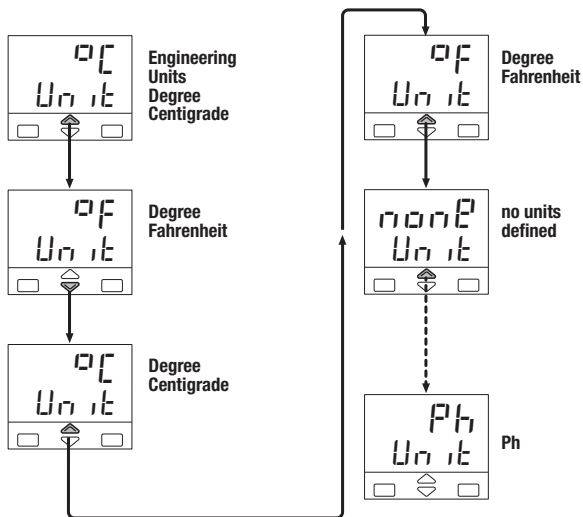 °C
Unit
Engineering
Units
Degree
Centigrade
°F
Unit
Degree
Fahrenheit
°C
Unit
Degree
Centigrade
°F
Unit
Degree
Fahrenheit
nonE
Unit
no units
defined
Ph
Unit
Ph